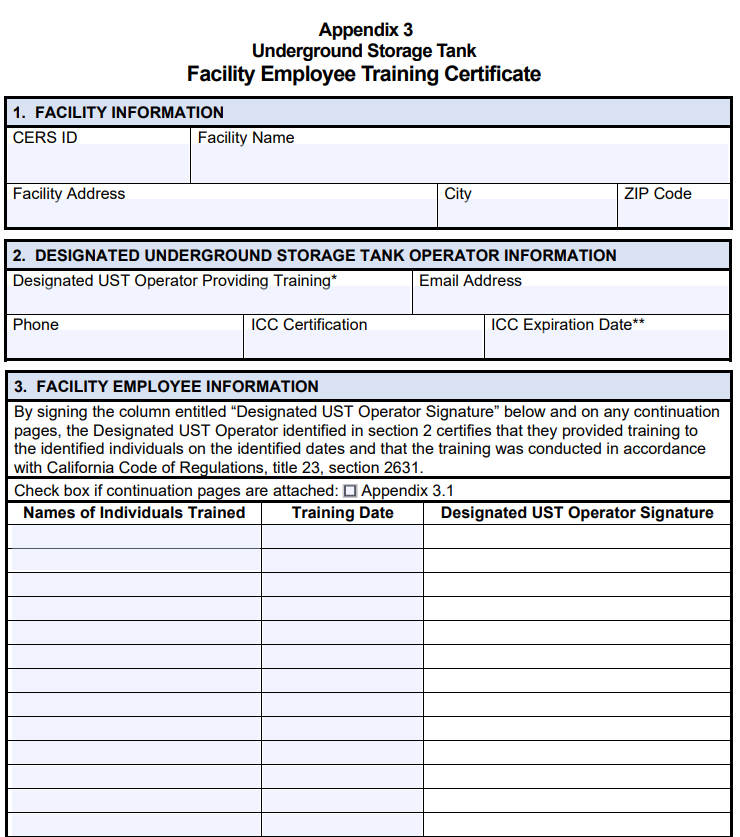 Appendix 3
Underground Storage Tank
Facility Employee Training Certificate
1. FACILITY INFORMATION
CERS ID Facility Name
Facility Address City ZIP Code
2. DESIGNATED UNDERGROUND STORAGE TANK OPERATOR INFORMATION
Designated UST Operator Providing Training* Email Address
Phone ICC Certification ICC Expiration Date**
3. FACILITY EMPLOYEE INFORMATION
By signing the column entitled “Designated UST Operator Signature” below and on any continuation
pages, the Designated UST Operator identified in section 2 certifies that they provided training to
the identified individuals on the identified dates and that the training was conducted in accordance
with California Code of Regulations, title 23, section 2631.
Check box if continuation pages are attached: ☐ Appendix 3.1
Names of Individuals Trained Training Date Designated UST Operator Signature